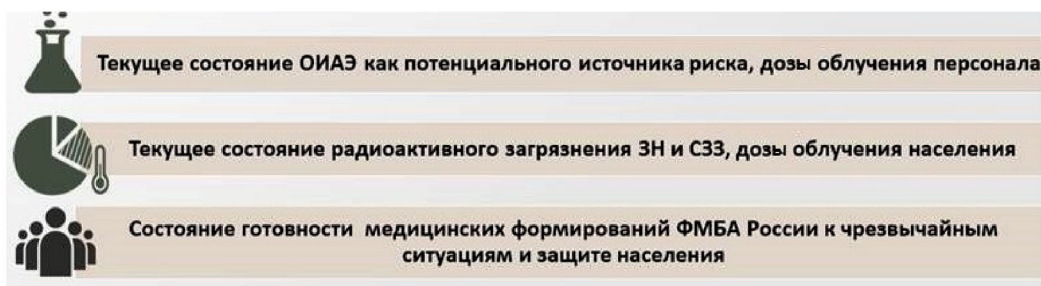 Текущее состояние ОИАЭ как потенциального источника риска, дозы облучения персонала
Текущее состояние радиоактивного загрязнения ЗН и СЗЗ, дозы облучения населения
Состояние готовности медицинских формирований ФМБА России к чрезвычайным
ситуациям и защите населения